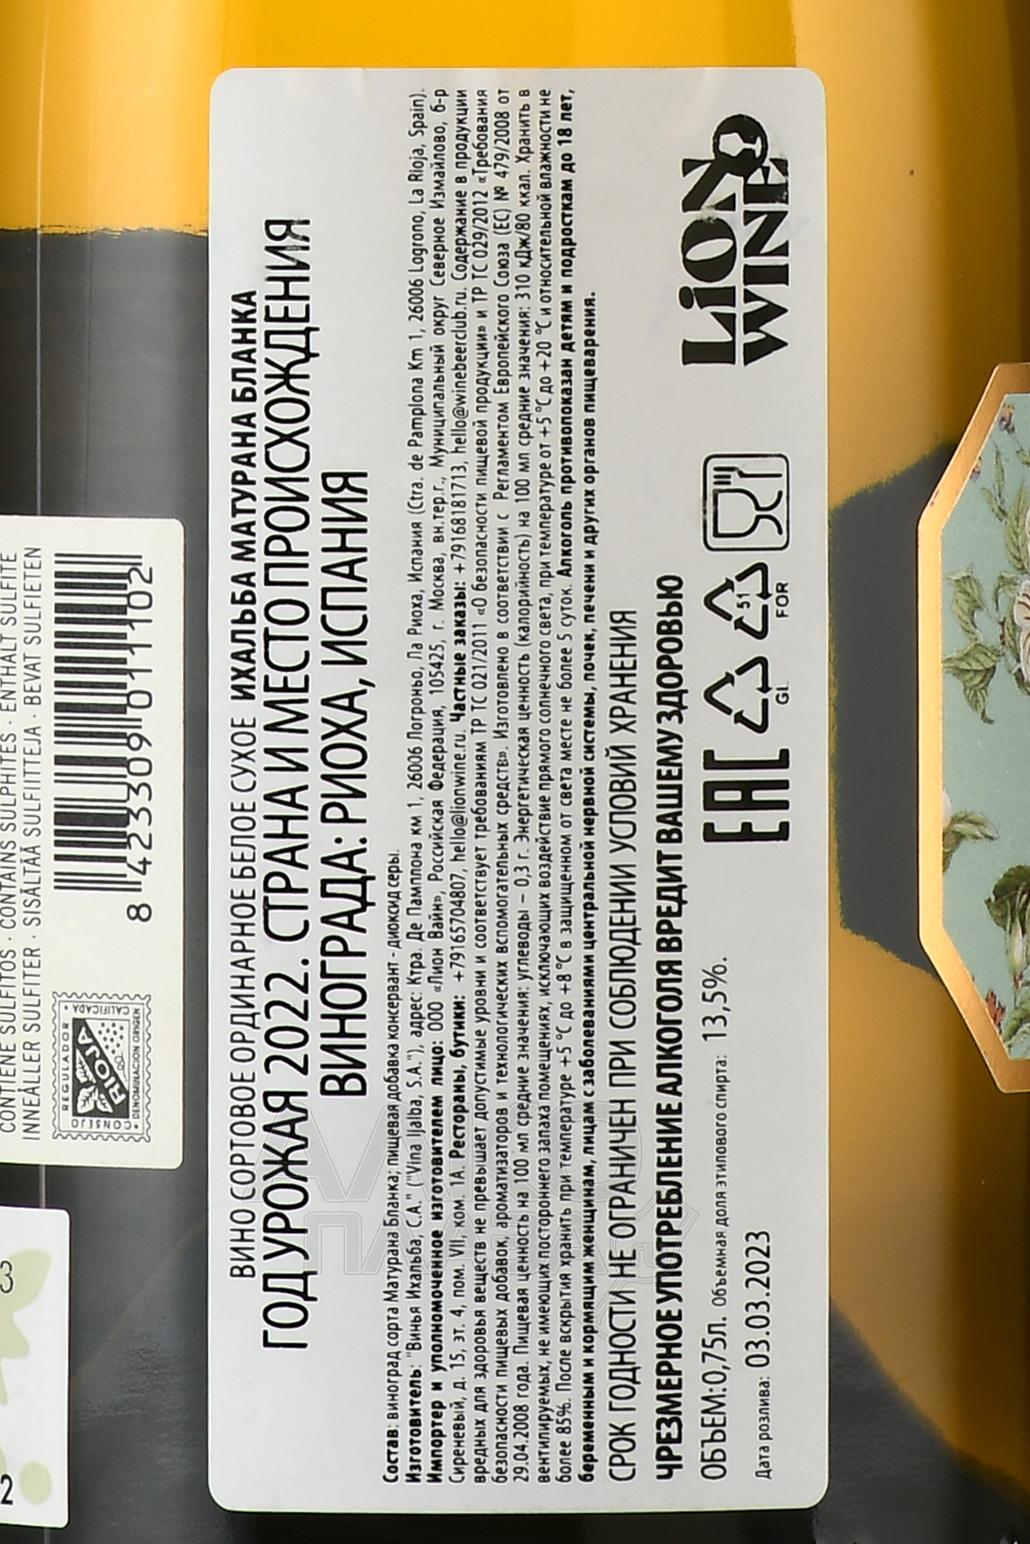 ВИНО СОРТОВОЕ ОРДИНАРНОЕ БЕЛОЕ СУХОЕ ИХАЛЬБА МАТУРАНА БЛАНКА
ГОД УРОЖАЯ 2022. СТРАНА И МЕСТО ПРОИСХОЖДЕНИЯ
ВИНОГРАДА: РИОХА, ИСПАНИЯ
Состав: виноград сорта Матурана Бланка; пищевая добавка консервант - диоксид серы.
Изготовитель: "Винья Ихальба, С.А." ("Vina Ijalba, S.A."), адрес: Ктра. Де Памплона км 1, 26006 Логроньо, Ла Риоха, Испания (Ctra. de Pamplona Km 1, 26006 Logrono, La Rioja, Spain).
Импортер и уполномоченное изготовителем лицо: ООО «Лион Вайн», Российская Федерация, 105425, г. Москва, вн.тер.г., Муниципальный округ Северное Измайлово, б-р
Сиреневый, д. 15, эт. 4, пом. VII, ком. 1А. Рестораны, бутики: +79165704807, hello@lionwine.ru. Частные заказы: +79168181713, hello@winebeerclub.ru. Содержание в продукции
вредных для здоровья веществ не превышает допустимые уровни и соответствует требованиям ТР ТС 021/2011 «О безопасности пищевой продукции» и ТР ТС 029/2012 «Требования
безопасности пищевых добавок, ароматизаторов и технологических вспомогательных средств». Изготовлено в соответствии с Регламентом Европейского Союза (ЕС) № 479/2008 от
29.04.2008 года. Пищевая ценность на 100 мл средние значения: углеводы – 0,3 г. Энергетическая ценность (калорийность) на 100 мл средние значения: 310 кДж/80 ккал. Хранить в
вентилируемых, не имеющих постороннего запаха помещениях, исключающих воздействие прямого солнечного света, при температуре от +5 °С до +20 °С и относительной влажности не
более 85%. После вскрытия хранить при температуре +5 °С до +8 °С в защищенном от света месте не более 5 суток. Алкоголь противопоказан детям и подросткам до 18 лет,
беременным и кормящим женщинам, лицам с заболеваниями центральной нервной системы, почек, печени и других органов пищеварения.
СРОК ГОДНОСТИ НЕ ОГРАНИЧЕН ПРИ СОБЛЮДЕНИИ УСЛОВИЙ ХРАНЕНИЯ
ЧРЕЗМЕРНОЕ УПОТРЕБЛЕНИЕ АЛКОГОЛЯ ВРЕДИТ ВАШЕМУ ЗДОРОВЬЮ
ОБЪЕМ:0,75л. Объемная доля этилового спирта: 13,5%.
Дата розлива: 03.03.2023
EAC
GL
51
FOR
LION
WINE
CONTIENE SULFITOS · CONTAINS SULPHITES · ENTHÄLT SULFITE
INNEÅLLER SULFITER · SISÄLTÄÄ SULFIITTEJA · BEVAT SULFIETEN
8 423309 011102
CONSEJO REGULADOR
RIOJA
DENOMINACION ORIGEN CALIFICADA
2